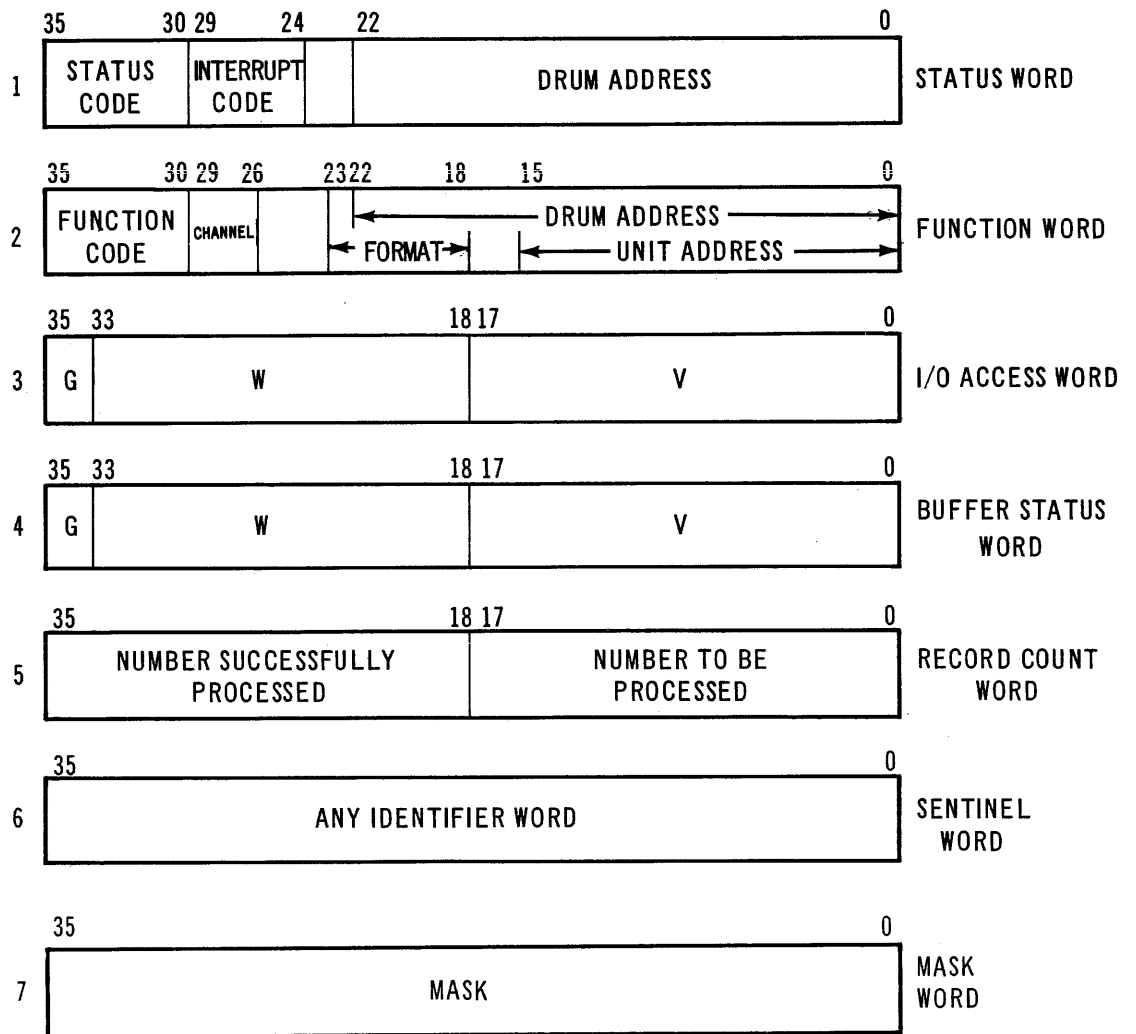 35 30 29 24 22 0
1 STATUS CODE INTERRUPT CODE DRUM ADDRESS STATUS WORD
35 30 29 26 23 22 18 15 0
2 FUNCTION CODE CHANNEL DRUM ADDRESS FORMAT UNIT ADDRESS FUNCTION WORD
35 33 18 17 0
3 G W V I/O ACCESS WORD
35 33 18 17 0
4 G W V BUFFER STATUS WORD
35 18 17 0
5 NUMBER SUCCESSFULLY PROCESSED NUMBER TO BE PROCESSED RECORD COUNT WORD
35 0
6 ANY IDENTIFIER WORD SENTINEL WORD
35 0
7 MASK MASK WORD